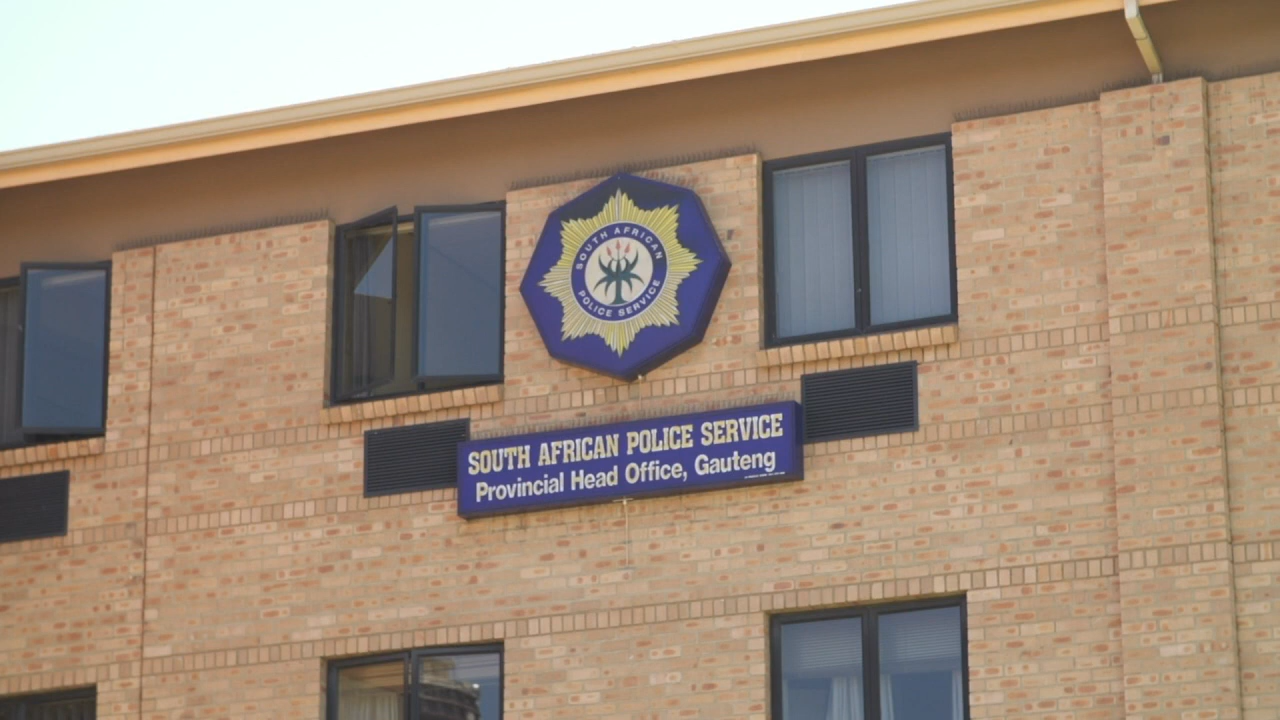 SOUTH AFRICAN
POLICE SERVICE
SOUTH AFRICAN POLICE SERVICE
Provincial Head Office, Gauteng